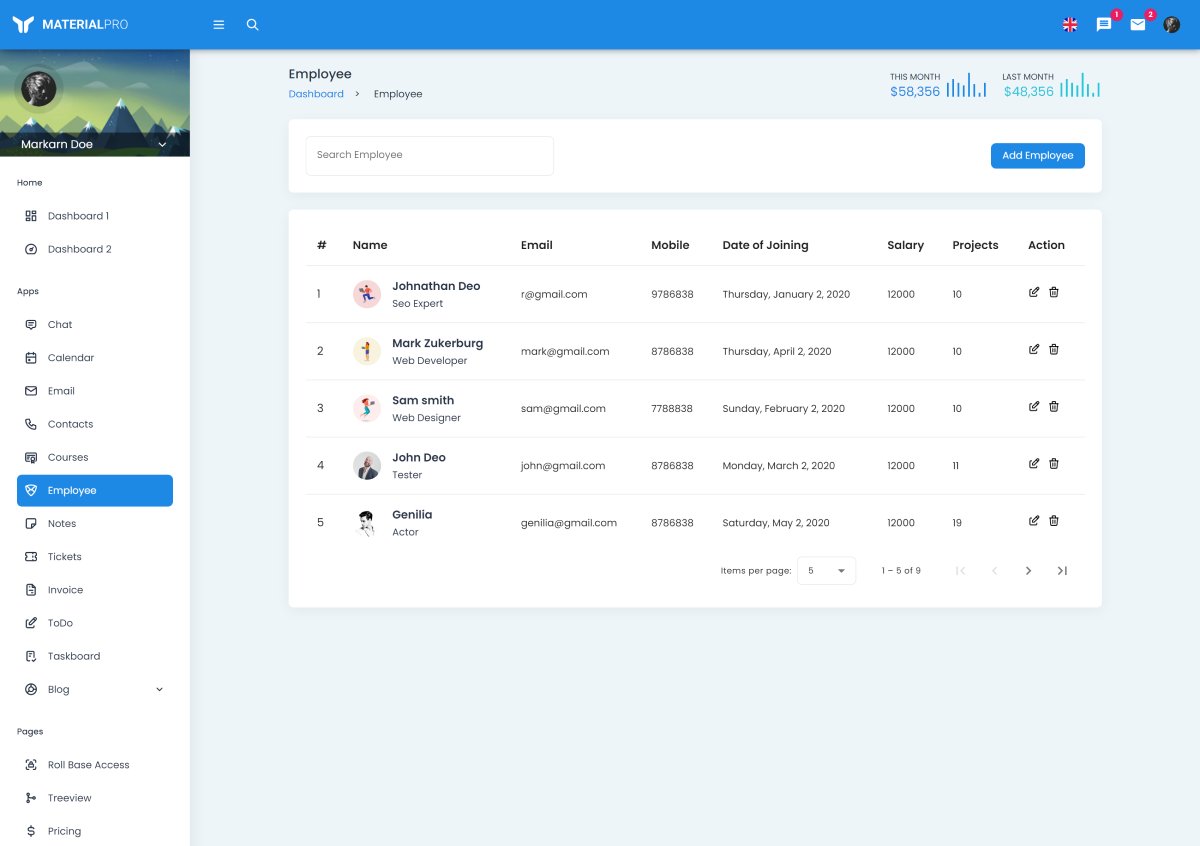 MATERIALPRO
1
2
Markarn Doe
Home
Dashboard 1
Dashboard 2
Apps
Chat
Calendar
Email
Contacts
Courses
Employee
Notes
Tickets
Invoice
ToDo
Taskboard
Blog
Pages
Roll Base Access
Treeview
Pricing
Employee
Dashboard > Employee
THIS MONTH
$58,356
LAST MONTH
$48,356
Search Employee
Add Employee
# Name Email Mobile Date of Joining Salary Projects Action
1 Johnathan Deo r@gmail.com 9786838 Thursday, January 2, 2020 12000 10
Seo Expert
2 Mark Zukerburg mark@gmail.com 8786838 Thursday, April 2, 2020 12000 10
Web Developer
3 Sam smith sam@gmail.com 7788838 Sunday, February 2, 2020 12000 10
Web Designer
4 John Deo john@gmail.com 8786838 Monday, March 2, 2020 12000 11
Tester
5 Genilia genilia@gmail.com 8786838 Saturday, May 2, 2020 12000 19
Actor
Items per page: 5 1 – 5 of 9